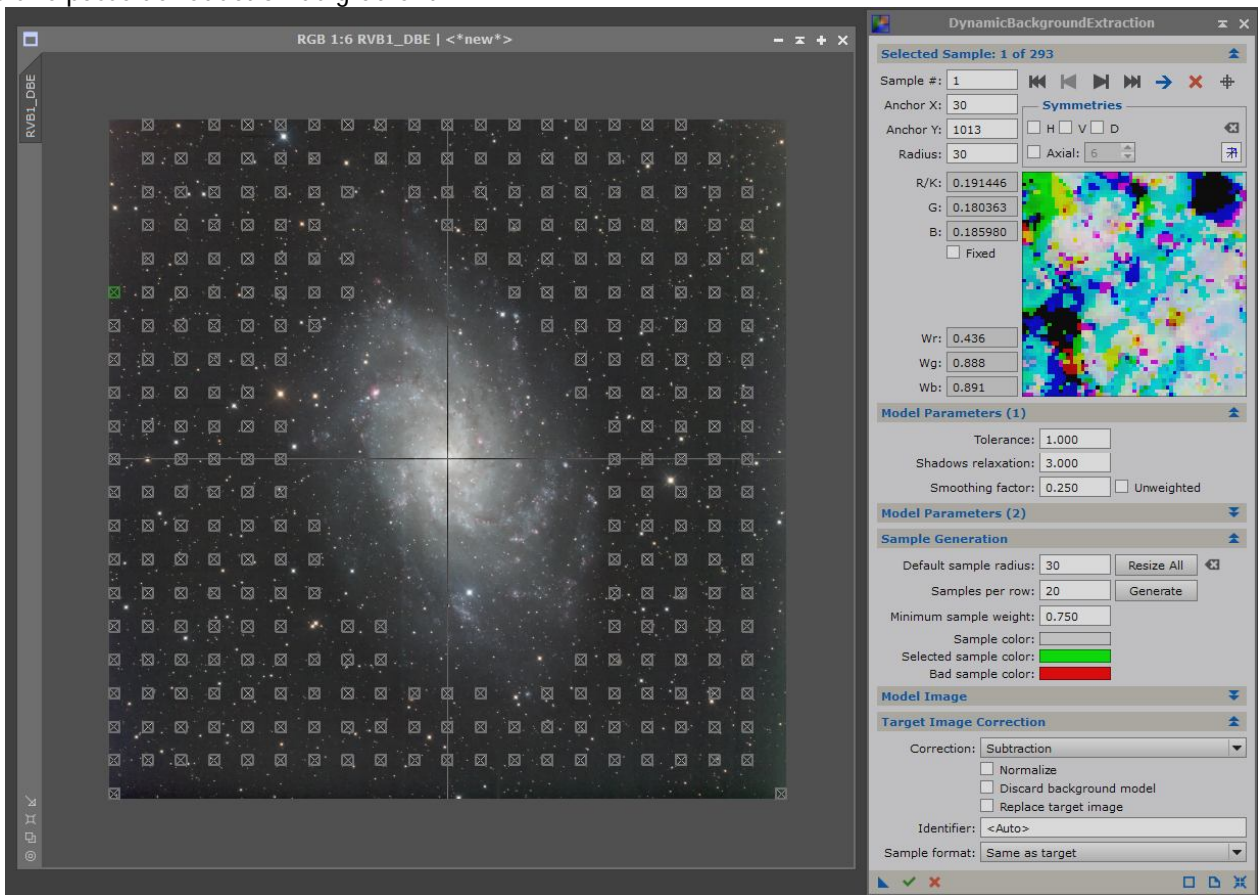 RGB 1:6 RVB1_DBE | <*new*>
RVB1_DBE
DynamicBackgroundExtraction
Selected Sample: 1 of 293
Sample #: 1
Anchor X: 30
Symmetries
Anchor Y: 1013
H V D
Radius: 30
Axial: 6
R/K: 0.191446
G: 0.180363
B: 0.185980
Fixed
Wr: 0.436
Wg: 0.888
Wb: 0.891
Model Parameters (1)
Tolerance: 1.000
Shadows relaxation: 3.000
Smoothing factor: 0.250 Unweighted
Model Parameters (2)
Sample Generation
Default sample radius: 30 Resize All
Samples per row: 20 Generate
Minimum sample weight: 0.750
Sample color:
Selected sample color:
Bad sample color:
Model Image
Target Image Correction
Correction: Subtraction
Normalize
Discard background model
Replace target image
Identifier: <Auto>
Sample format: Same as target